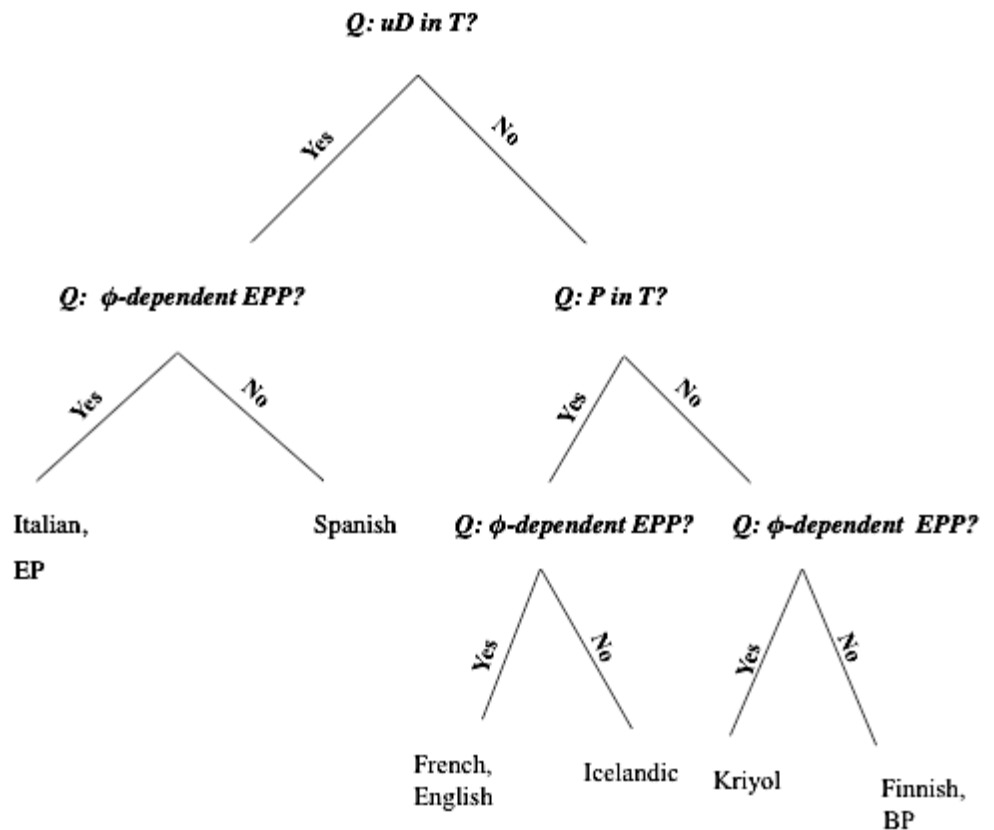 Q: uD in T?
Yes
No
Q: ϕ-dependent EPP?
Q: P in T?
Yes
No
Yes
No
Italian,
EP
Spanish
Q: ϕ-dependent EPP?
Q: ϕ-dependent EPP?
Yes
No
Yes
No
French,
English
Icelandic
Kriyol
Finnish,
BP